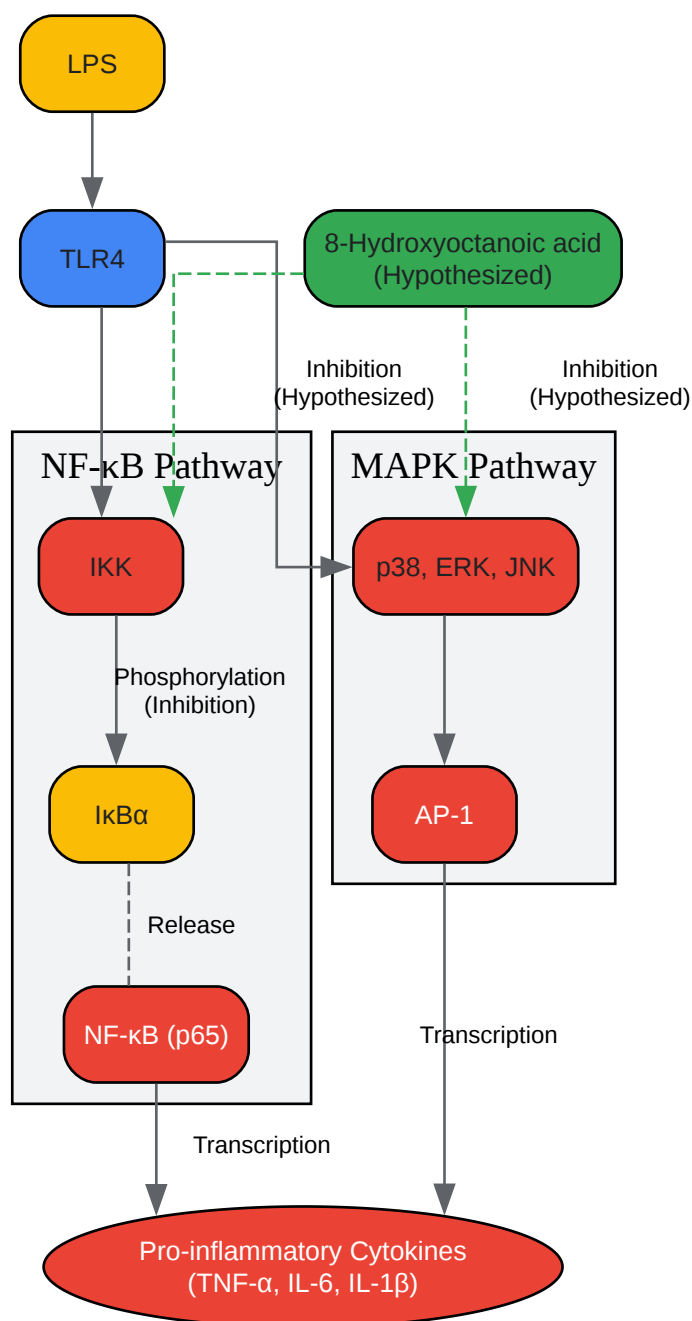 LPS
TLR4
8-Hydroxyoctanoic acid
(Hypothesized)
Inhibition
(Hypothesized)
Inhibition
(Hypothesized)
NF-κB Pathway
MAPK Pathway
IKK
p38, ERK, JNK
Phosphorylation
(Inhibition)
IκBα
AP-1
Release
NF-κB (p65)
Transcription
Transcription
Pro-inflammatory Cytokines
(TNF-α, IL-6, IL-1β)